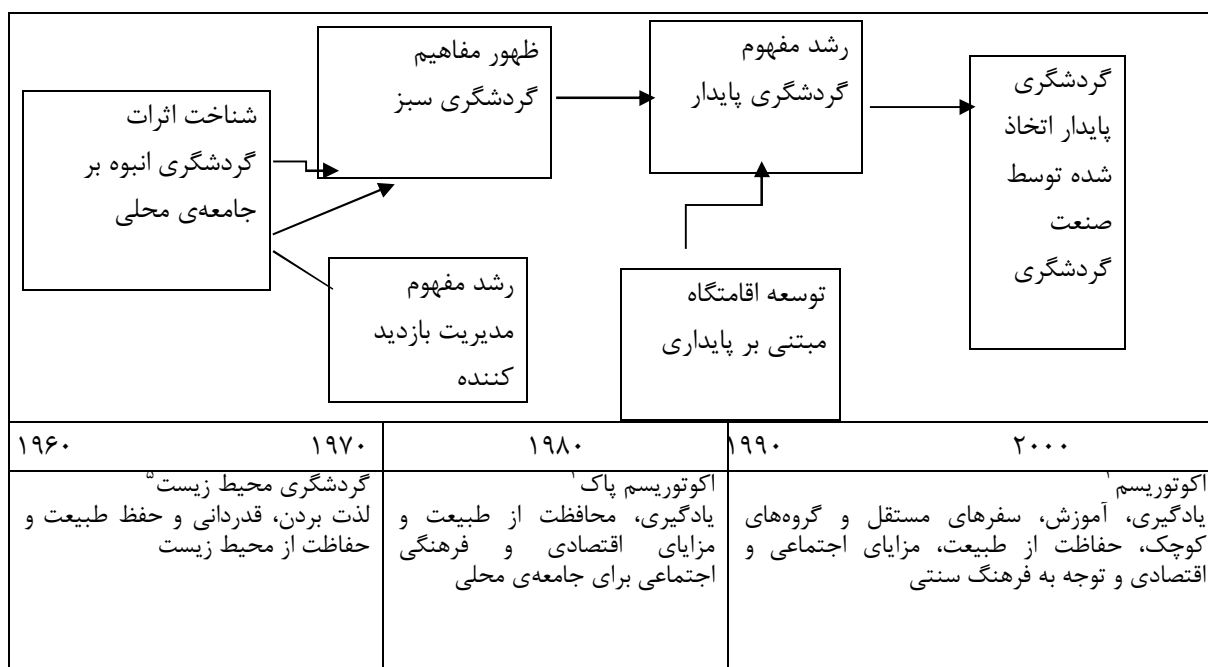 شناخت اثرات
گردشگری انبوه بر
جامعه‌ی محلی
ظهور مفاهیم
گردشگری سبز
رشد مفهوم
مدیریت بازدید
کننده
رشد مفهوم
گردشگری پایدار
توسعه اقامتگاه
مبتنی بر پایداری
گردشگری
پایدار اتخاذ
شده توسط
صنعت
گردشگری
۱۹۶۰ ۱۹۷۰ ۱۹۸۰ ۱۹۹۰ ۲۰۰۰
گردشگری محیط زیست۵
لذت بردن، قدردانی و حفظ طبیعت و
حفاظت از محیط زیست
اکوتوریسم پاک۱
یادگیری، محافظت از طبیعت و
مزایای اقتصادی و فرهنگی
اجتماعی برای جامعه‌ی محلی
اکوتوریسم۱
یادگیری، آموزش، سفرهای مستقل و گروه‌های
کوچک، حفاظت از طبیعت، مزایای اجتماعی و
اقتصادی و توجه به فرهنگ سنتی